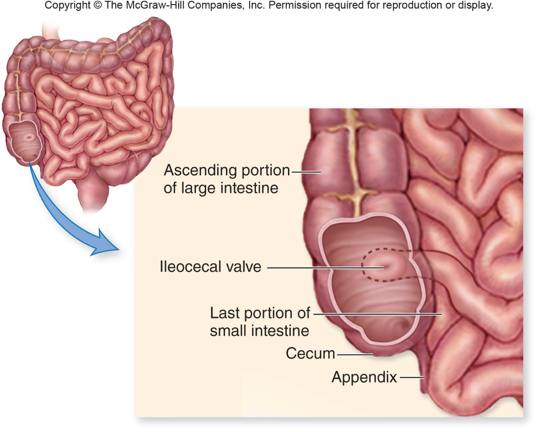 Copyright © The McGraw-Hill Companies, Inc. Permission required for reproduction or display.
Ascending portion
of large intestine
Ileocecal valve
Last portion of
small intestine
Cecum
Appendix